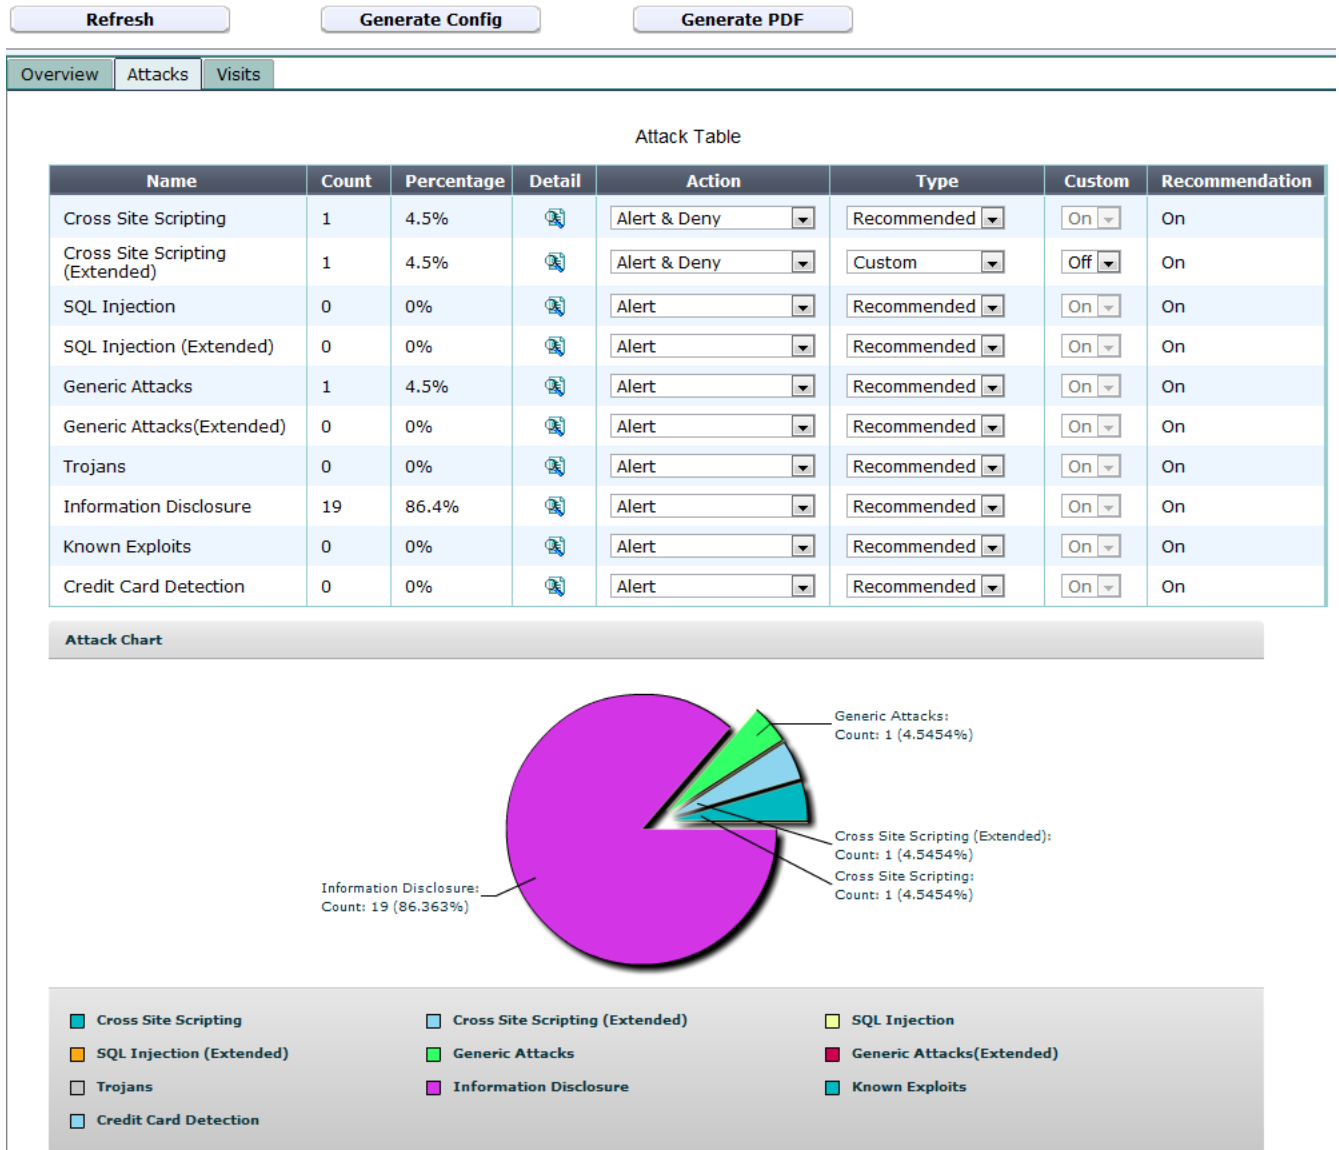 Refresh Generate Config Generate PDF
Overview Attacks Visits
Attack Table
Name Count Percentage Detail Action Type Custom Recommendation
Cross Site Scripting 1 4.5% Alert & Deny Recommended On On
Cross Site Scripting
(Extended) 1 4.5% Alert & Deny Custom Off On
SQL Injection 0 0% Alert Recommended On On
SQL Injection (Extended) 0 0% Alert Recommended On On
Generic Attacks 1 4.5% Alert Recommended On On
Generic Attacks(Extended) 0 0% Alert Recommended On On
Trojans 0 0% Alert Recommended On On
Information Disclosure 19 86.4% Alert Recommended On On
Known Exploits 0 0% Alert Recommended On On
Credit Card Detection 0 0% Alert Recommended On On
Attack Chart
Generic Attacks:
Count: 1 (4.5454%)
Cross Site Scripting (Extended):
Count: 1 (4.5454%)
Cross Site Scripting:
Count: 1 (4.5454%)
Information Disclosure:
Count: 19 (86.363%)
Cross Site Scripting Cross Site Scripting (Extended) SQL Injection
SQL Injection (Extended) Generic Attacks Generic Attacks(Extended)
Trojans Information Disclosure Known Exploits
Credit Card Detection